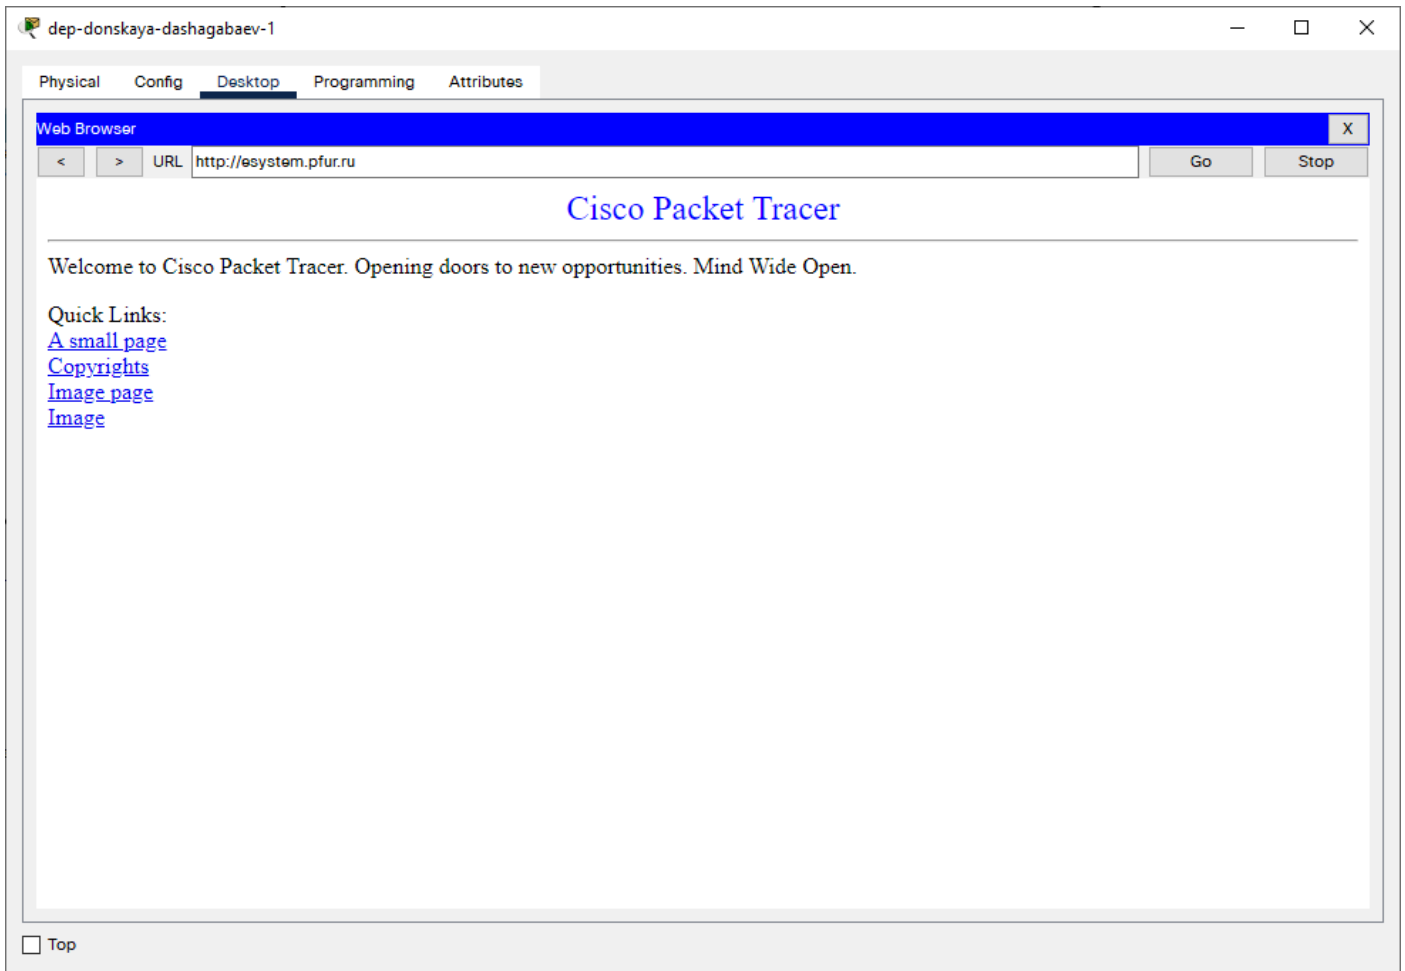 dep-donskaya-dashagabaev-1
Physical Config Desktop Programming Attributes
Web Browser X
< > URL http://esystem.pfur.ru Go Stop
Cisco Packet Tracer
Welcome to Cisco Packet Tracer. Opening doors to new opportunities. Mind Wide Open.
Quick Links:
A small page
Copyrights
Image page
Image
Top